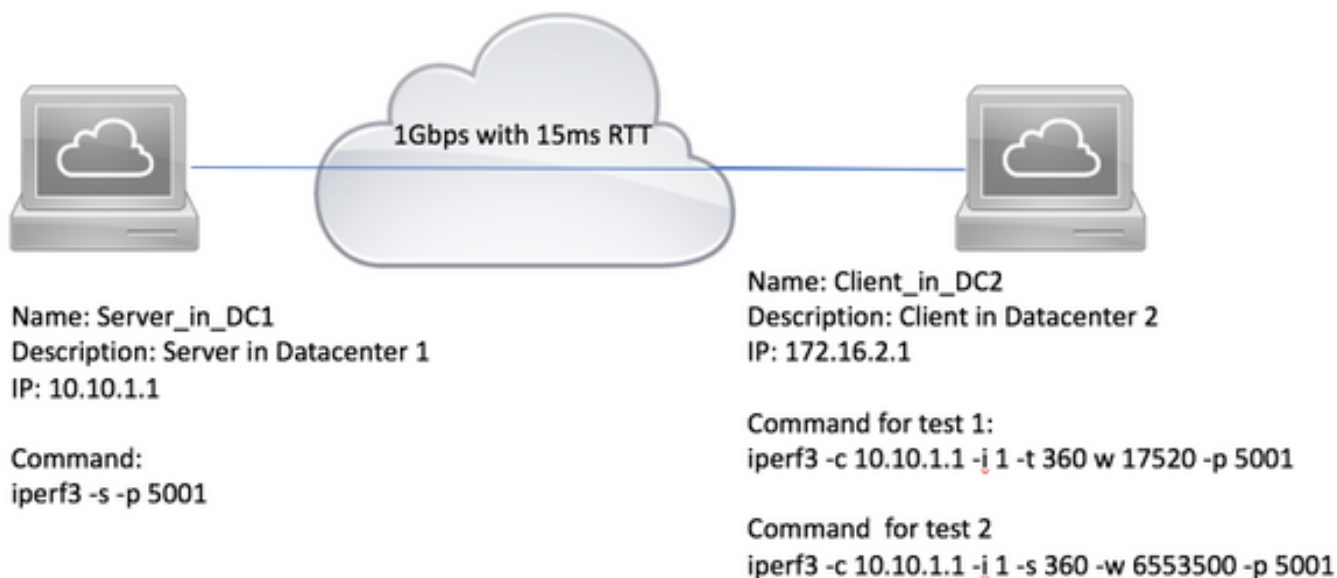 1Gbps with 15ms RTT
Name: Server_in_DC1
Description: Server in Datacenter 1
IP: 10.10.1.1
Command:
iperf3 -s -p 5001
Name: Client_in_DC2
Description: Client in Datacenter 2
IP: 172.16.2.1
Command for test 1:
iperf3 -c 10.10.1.1 -i 1 -t 360 w 17520 -p 5001
Command for test 2
iperf3 -c 10.10.1.1 -i 1 -s 360 -w 6553500 -p 5001